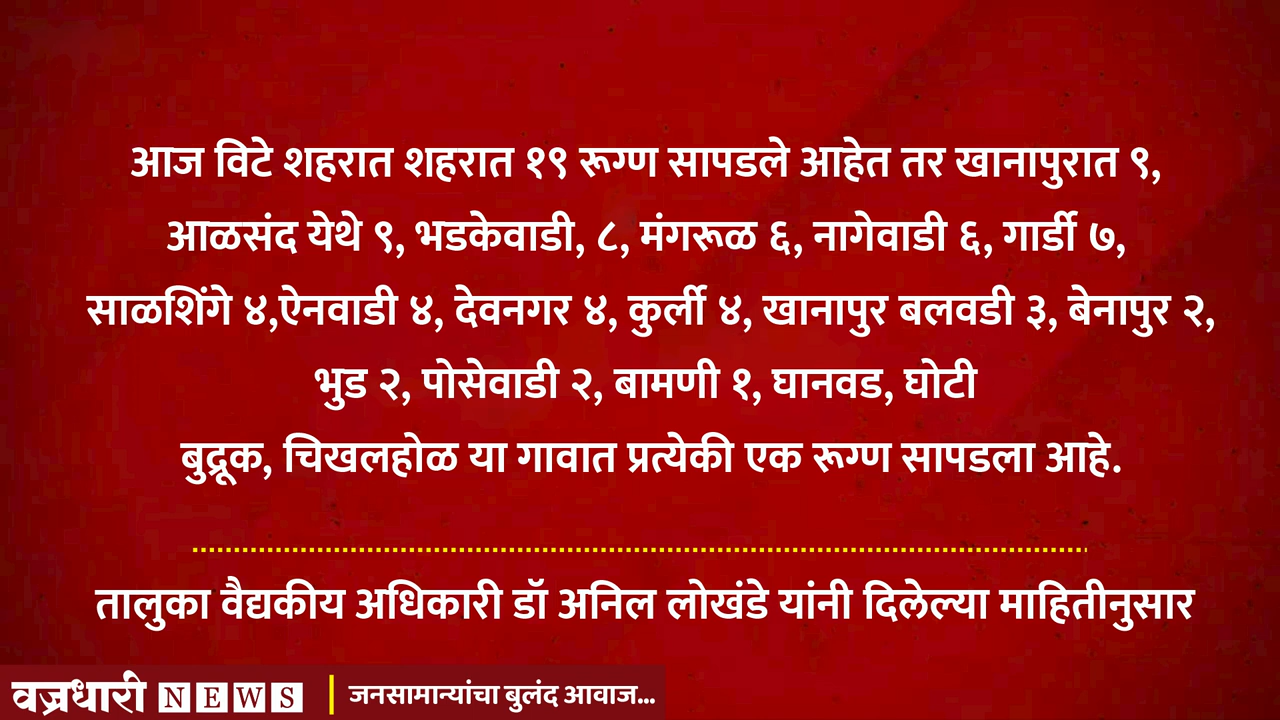 आज विटे शहरात शहरात १९ रूग्ण सापडले आहेत तर खानापुरात ९,
आळसंद येथे ९, भडकेवाडी, ८, मंगरूळ ६, नागेवाडी ६, गार्डी ७,
साळशिंगे ४,ऐनवाडी ४, देवनगर ४, कुर्ली ४, खानापुर बलवडी ३, बेनापुर २,
भुड २, पोसेवाडी २, बामणी १, घानवड, घोटी
बुद्रूक, चिखलहोळ या गावात प्रत्येकी एक रूग्ण सापडला आहे.
तालुका वैद्यकीय अधिकारी डॉ अनिल लोखंडे यांनी दिलेल्या माहितीनुसार
वज्रधारी NEWS | जनसामान्यांचा बुलंद आवाज...